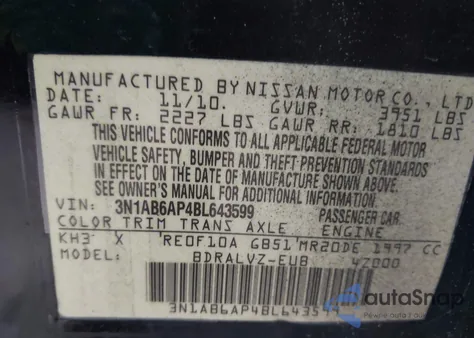 MANUFACTURED BY NISSAN MOTOR CO., LTD
DATE: 11/10. GVWR: 3951 LBS
GAWR FR: 2227 LBS GAWR RR: 1810 LBS
THIS VEHICLE CONFORMS TO ALL APPLICABLE FEDERAL MOTOR
VEHICLE SAFETY, BUMPER AND THEFT-PREVENTION STANDARDS
IN EFFECT ON THE DATE OF MANUFACTURE SHOWN ABOVE.
SEE OWNER'S MANUAL FOR ADDITIONAL INFORMATION.
VIN: 3N1AB6AP4BL643599 PASSENGER CAR
COLOR TRIM TRANS AXLE ENGINE
KH3 X RE0F10A GB51 MR20DE 1997 CC
MODEL: BDRALVZ-EUB 4Z000
3N1AB6AP4BL643599
autoSnap